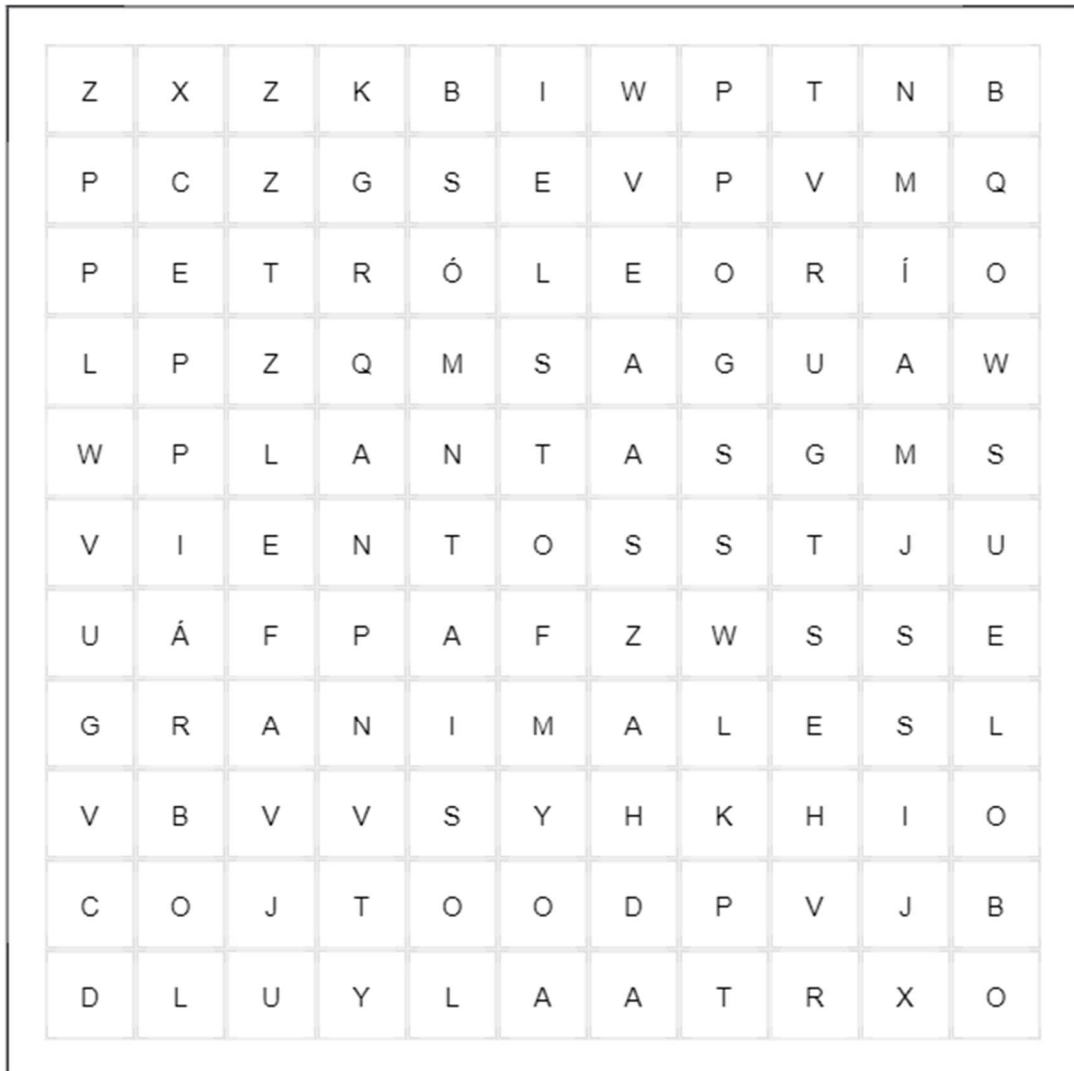 Z X Z K B I W P T N B
P C Z G S E V P V M Q
P E T R Ó L E O R Í O
L P Z Q M S A G U A W
W P L A N T A S G M S
V I E N T O S S T J U
U Á F P A F Z W S S E
G R A N I M A L E S L
V B V V S Y H K H I O
C O J T O O D P V J B
D L U Y L A A T R X O